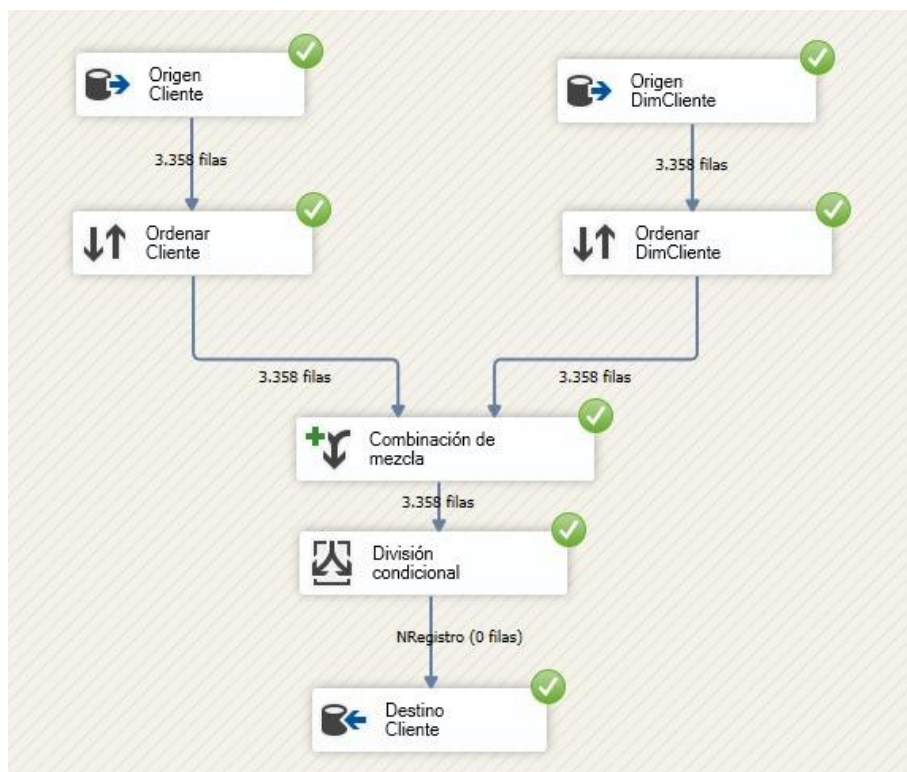 Origen
Cliente
Origen
DimCliente
3.358 filas
3.358 filas
Ordenar
Cliente
Ordenar
DimCliente
3.358 filas
3.358 filas
Combinación de
mezcla
3.358 filas
División
condicional
NRegistro (0 filas)
Destino
Cliente